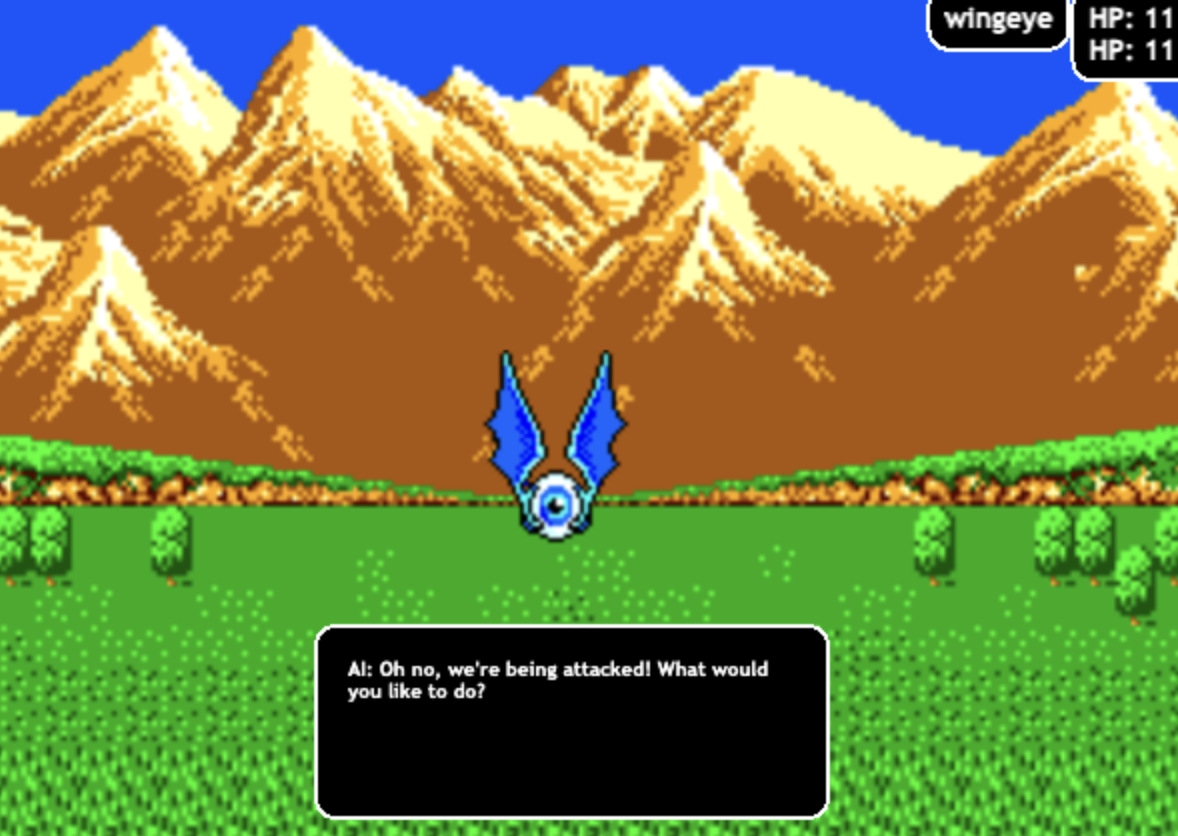 wingeye
HP: 11
HP: 11
AI: Oh no, we're being attacked! What would
you like to do?